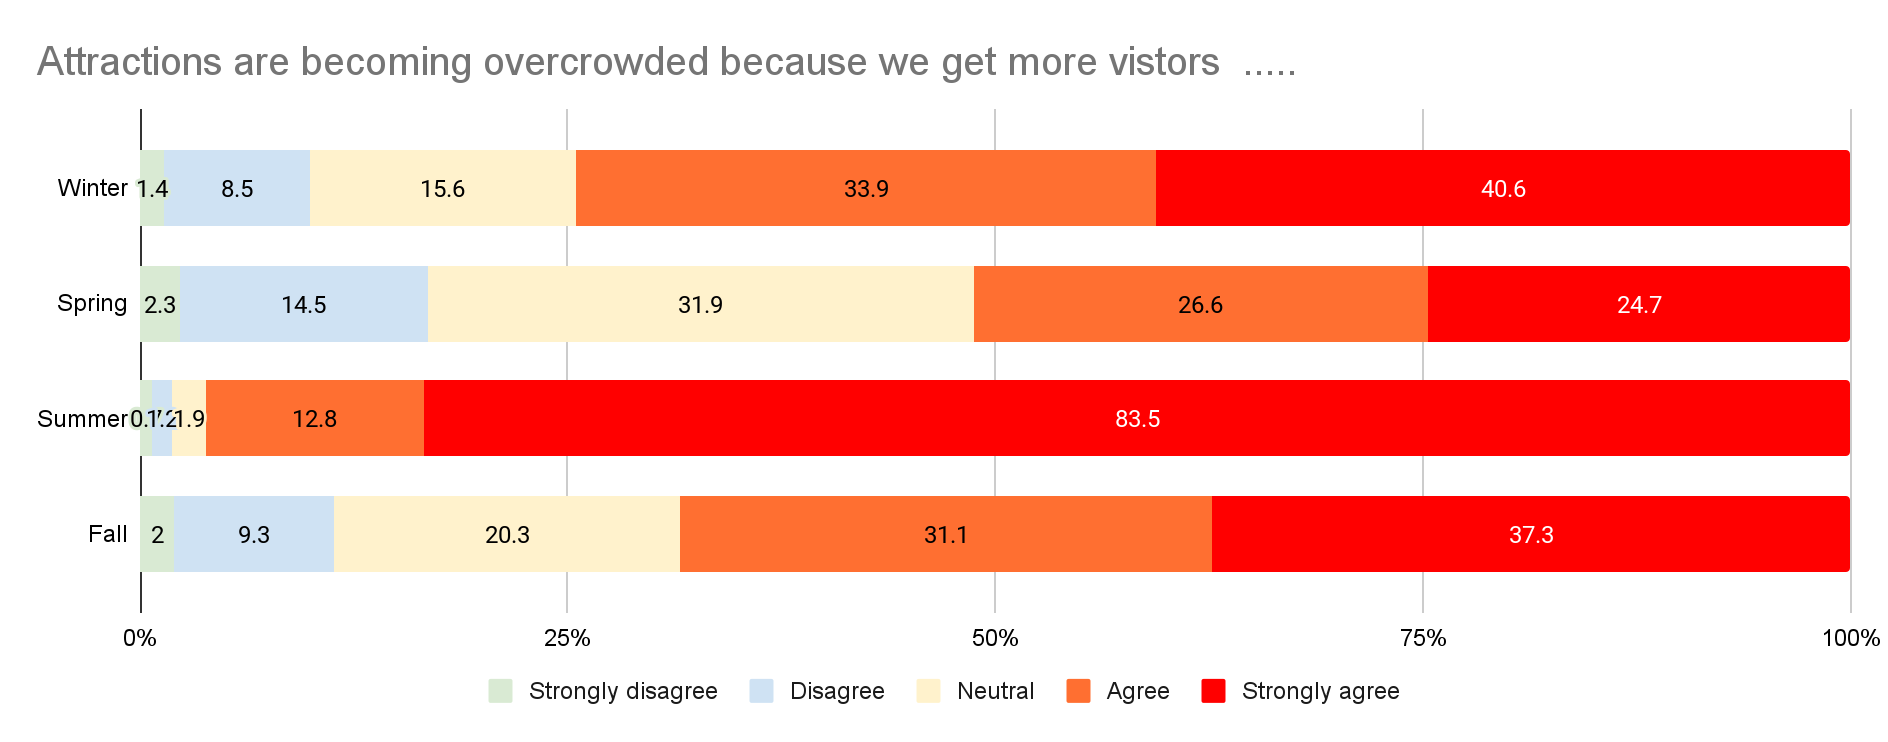 Attractions are becoming overcrowded because we get more vistors .....
Winter 1.4 8.5 15.6 33.9 40.6
Spring 2.3 14.5 31.9 26.6 24.7
Summer 1.9 12.8 83.5
Fall 2 9.3 20.3 31.1 37.3
0% 25% 50% 75% 100%
Strongly disagree Disagree Neutral Agree Strongly agree